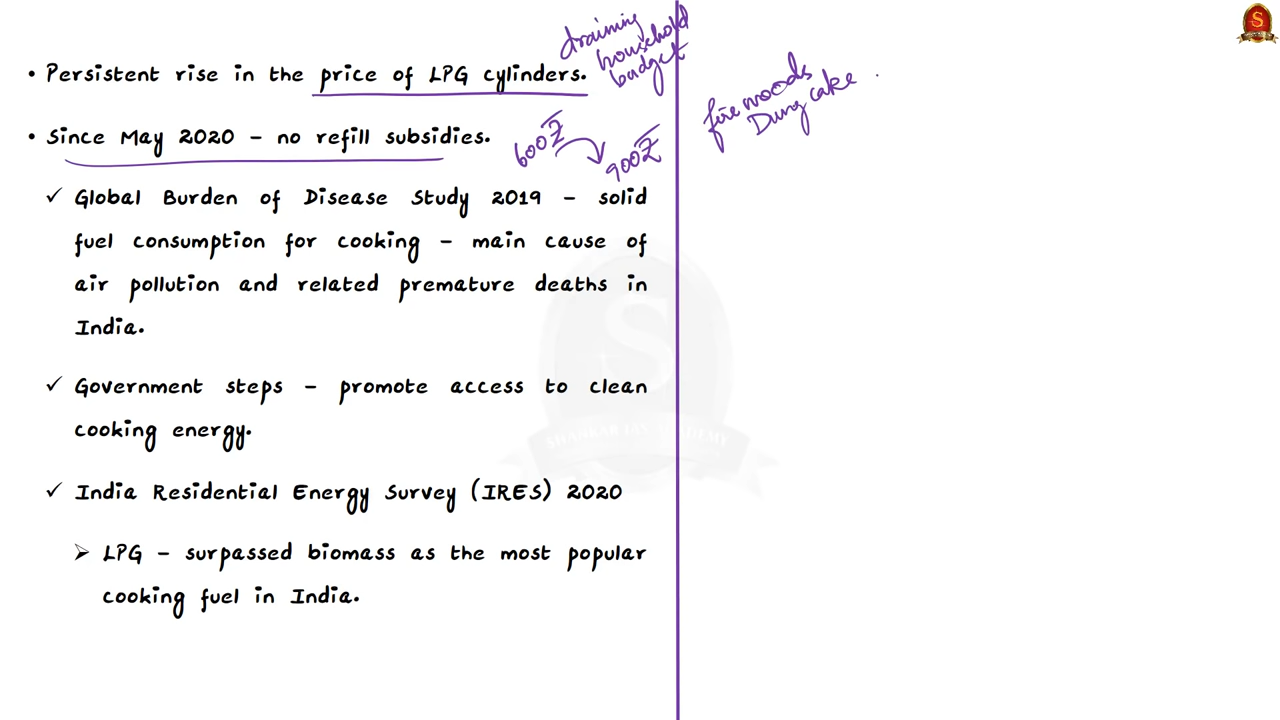 • Persistent rise in the price of LPG cylinders.
draining
household
budget
• Since May 2020 – no refill subsidies.
600
900
✓ Global Burden of Disease Study 2019 – solid
fuel consumption for cooking – main cause of
air pollution and related premature deaths in
India.
✓ Government steps – promote access to clean
cooking energy.
✓ India Residential Energy Survey (IRES) 2020
➢ LPG – surpassed biomass as the most popular
cooking fuel in India.
fire woods
Dung cake
S
SHANKAR IAS ACADEMY
S